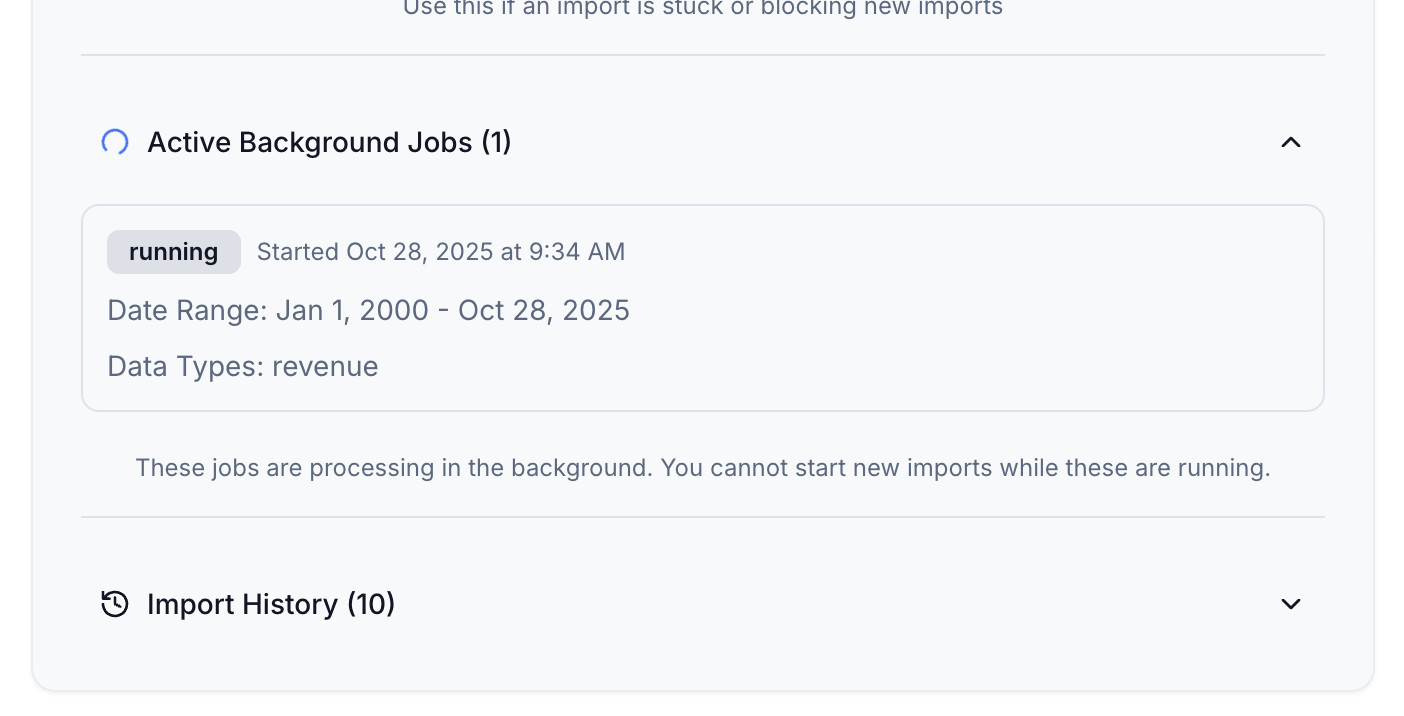 Use this if an import is stuck or blocking new imports
Active Background Jobs (1)
running Started Oct 28, 2025 at 9:34 AM
Date Range: Jan 1, 2000 - Oct 28, 2025
Data Types: revenue
These jobs are processing in the background. You cannot start new imports while these are running.
Import History (10)